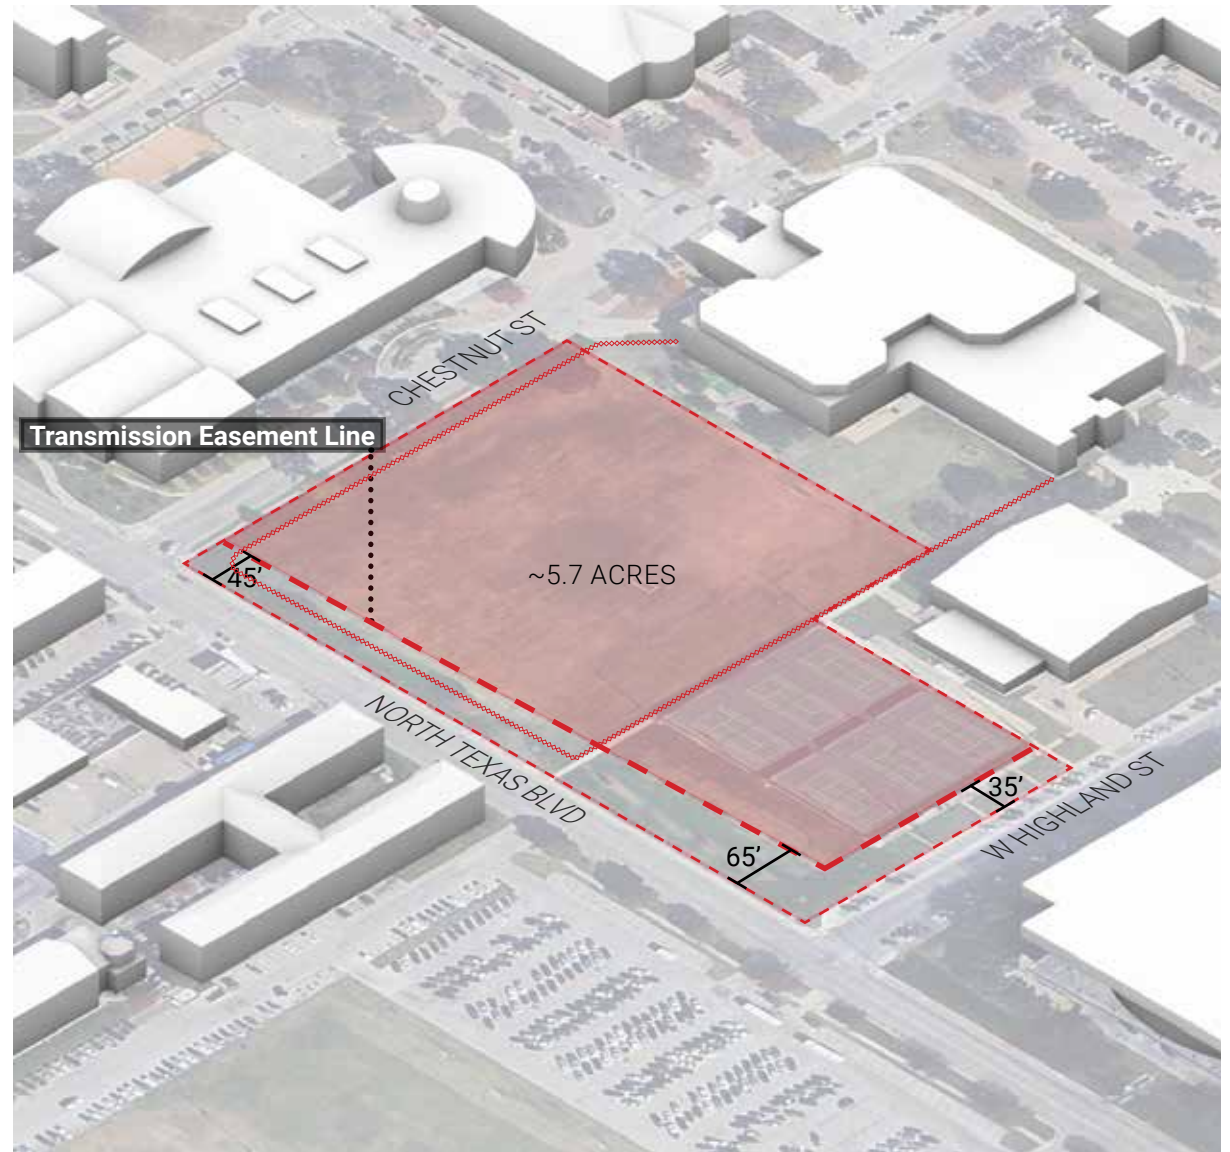 CHESTNUT ST
Transmission Easement Line
~5.7 ACRES
45’
NORTH TEXAS BLVD
35’
W HIGHLAND ST
65’